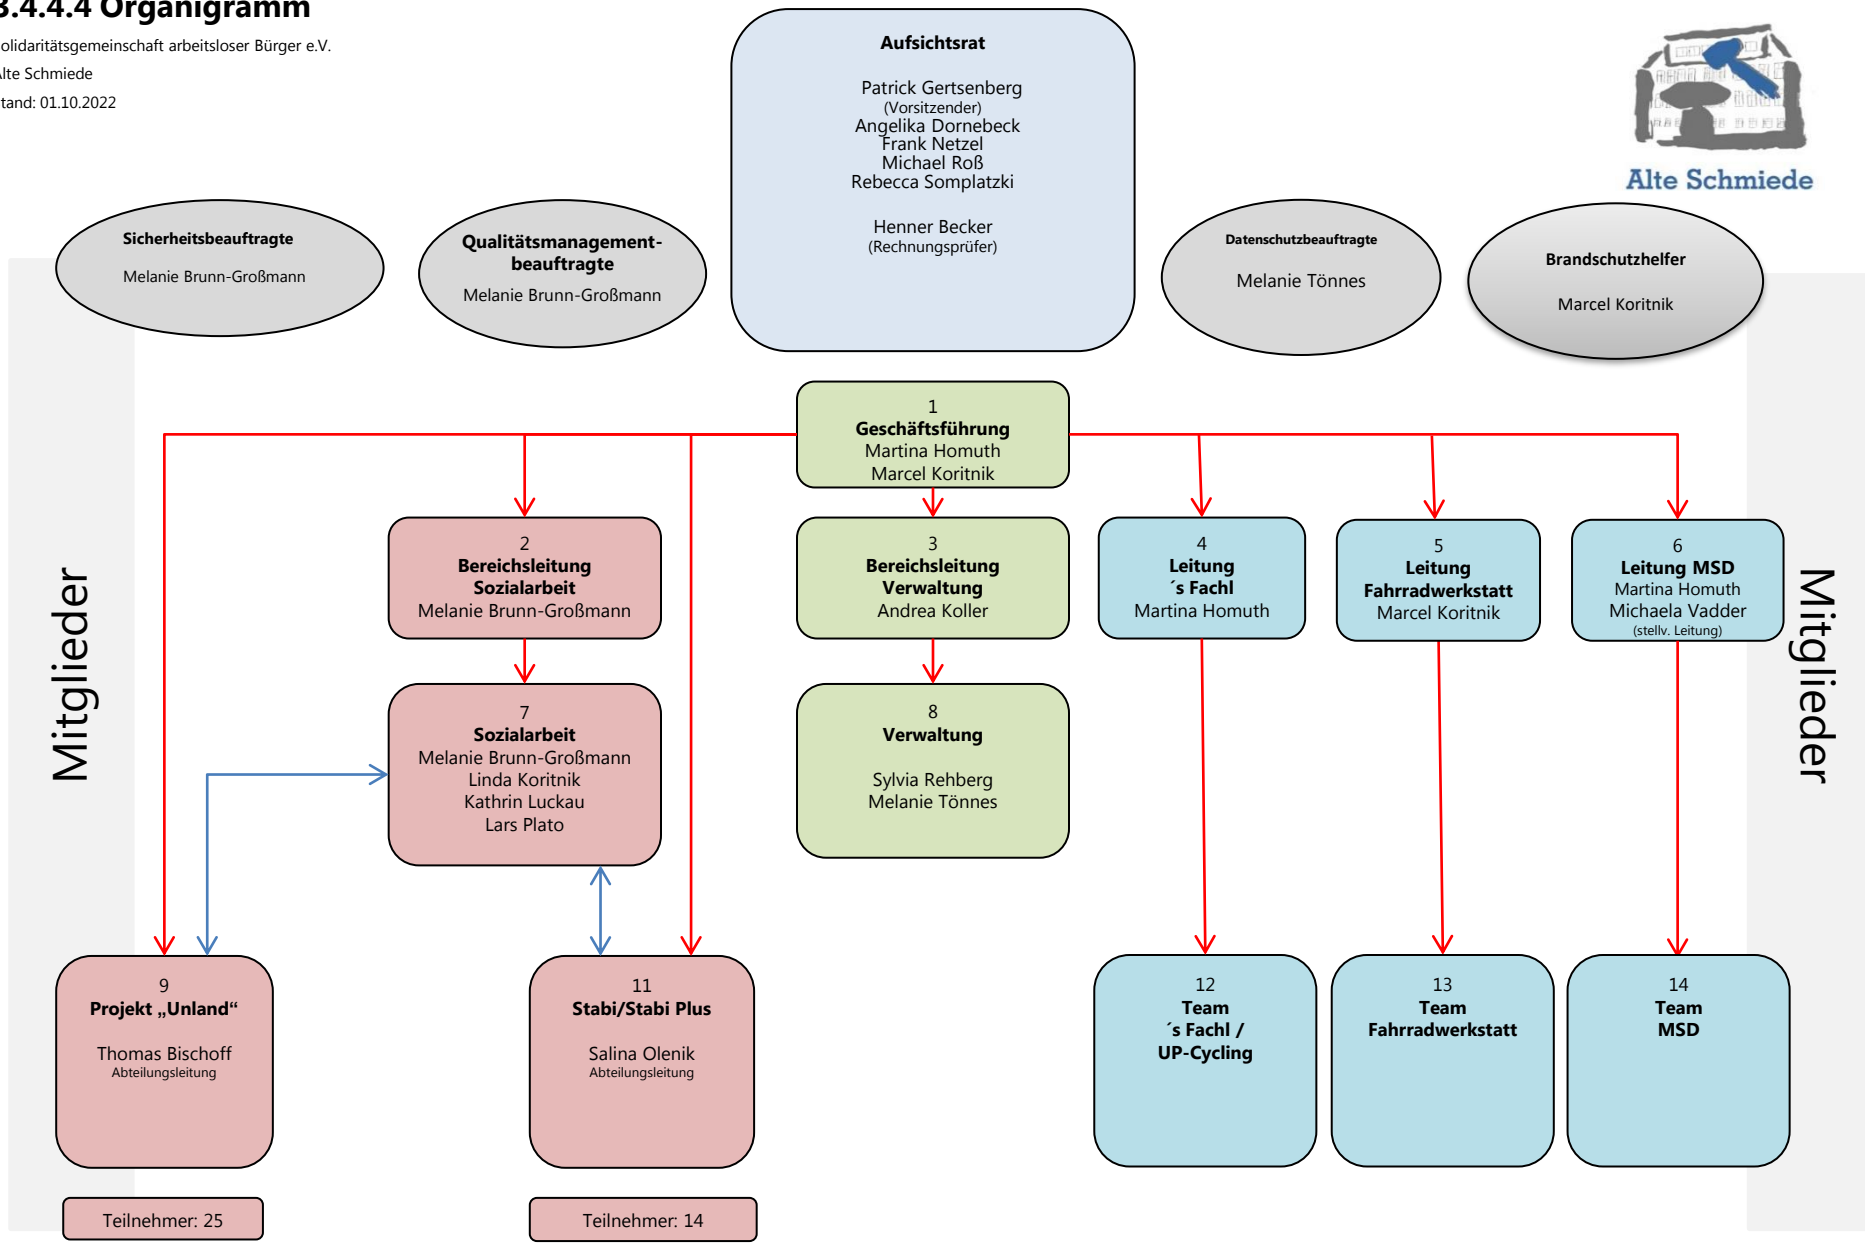 3.4.4.4 Organigramm
olidaritätsgemeinschaft arbeitsloser Bürger e.V.
Alte Schmiede
tand: 01.10.2022
Aufsichtsrat
Patrick Gertsenberg
(Vorsitzender)
Angelika Dornebeck
Frank Netzel
Michael Roß
Rebecca Somplatzki
Henner Becker
(Rechnungsprüfer)
Alte Schmiede
Sicherheitsbeauftragte
Melanie Brunn-Großmann
Qualitätsmanagement-
beauftragte
Melanie Brunn-Großmann
Datenschutzbeauftragte
Melanie Tönnes
Brandschutzhelfer
Marcel Koritnik
Mitglieder
Mitglieder
1
Geschäftsführung
Martina Homuth
Marcel Koritnik
2
Bereichsleitung
Sozialarbeit
Melanie Brunn-Großmann
3
Bereichsleitung
Verwaltung
Andrea Koller
4
Leitung
´s Fachl
Martina Homuth
5
Leitung
Fahrradwerkstatt
Marcel Koritnik
6
Leitung MSD
Martina Homuth
Michaela Vadder
(stellv. Leitung)
7
Sozialarbeit
Melanie Brunn-Großmann
Linda Koritnik
Kathrin Luckau
Lars Plato
8
Verwaltung
Sylvia Rehberg
Melanie Tönnes
9
Projekt „Unland“
Thomas Bischoff
Abteilungsleitung
11
Stabi/Stabi Plus
Salina Olenik
Abteilungsleitung
12
Team
´s Fachl /
UP-Cycling
13
Team
Fahrradwerkstatt
14
Team
MSD
Teilnehmer: 25
Teilnehmer: 14